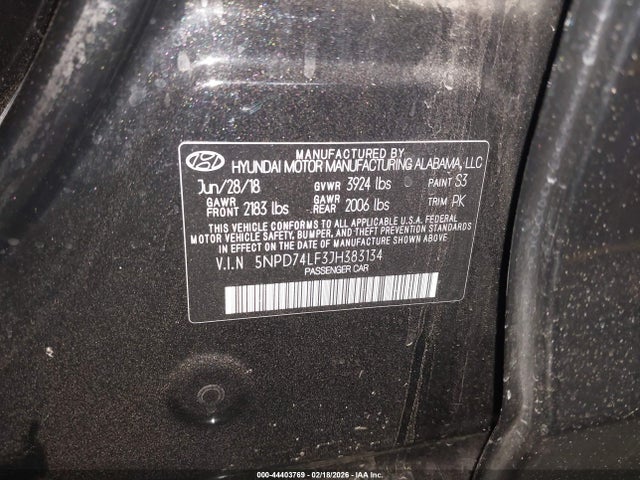 MANUFACTURED BY
HYUNDAI MOTOR MANUFACTURING ALABAMA, LLC
Jun/28/18 GVWR 3924 lbs PAINT S3
GAWR FRONT 2183 lbs GAWR REAR 2006 lbs TRIM PK
THIS VEHICLE CONFORMS TO ALL APPLICABLE U.S.A. FEDERAL
MOTOR VEHICLE SAFETY, BUMPER, AND THEFT PREVENTION STANDARDS
IN EFFECT ON THE DATE OF MANUFACTURE SHOWN ABOVE.
V.I.N 5NPD74LF3JH383134
PASSENGER CAR
000-44403769 - 02/18/2026 - IAA Inc.